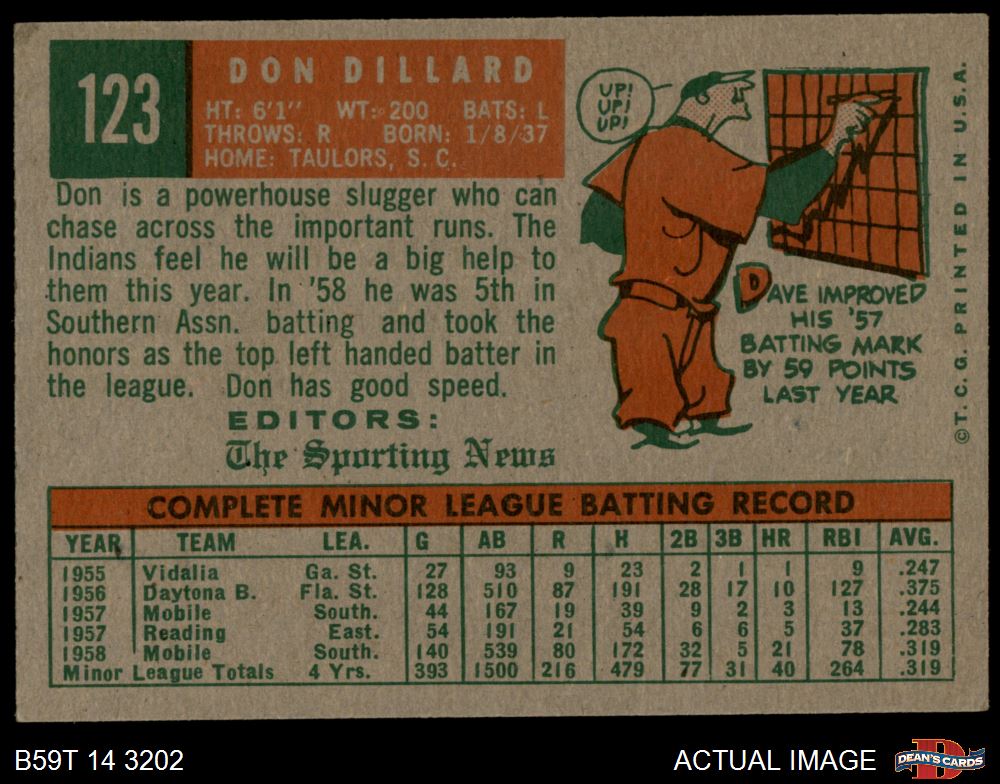 123
DON DILLARD
HT: 6'1" WT: 200 BATS: L
THROWS: R BORN: 1/8/37
HOME: TAULORS, S. C.
Don is a powerhouse slugger who can
chase across the important runs. The
Indians feel he will be a big help to
them this year. In '58 he was 5th in
Southern Assn. batting and took the
honors as the top left handed batter in
the league. Don has good speed.
EDITORS:
The Sporting News
UP!
UP!
UP!
DAVE IMPROVED
HIS '57
BATTING MARK
BY 59 POINTS
LAST YEAR
©T. C. G. PRINTED IN U.S.A.
COMPLETE MINOR LEAGUE BATTING RECORD
YEAR TEAM LEA. G AB R H 2B 3B HR RBI AVG.
1955 Vidalia Ga. St. 27 93 9 23 2 1 1 9 .247
1956 Daytona B. Fla. St. 128 510 87 191 28 17 10 127 .375
1957 Mobile South. 44 167 19 39 9 2 3 13 .244
1957 Reading East. 54 191 21 54 6 6 5 37 .283
1958 Mobile South. 140 539 80 172 32 5 21 78 .319
Minor League Totals 4 Yrs. 393 1500 216 479 77 31 40 264 .319
B59T 14 3202
ACTUAL IMAGE
DEAN'S CARDS